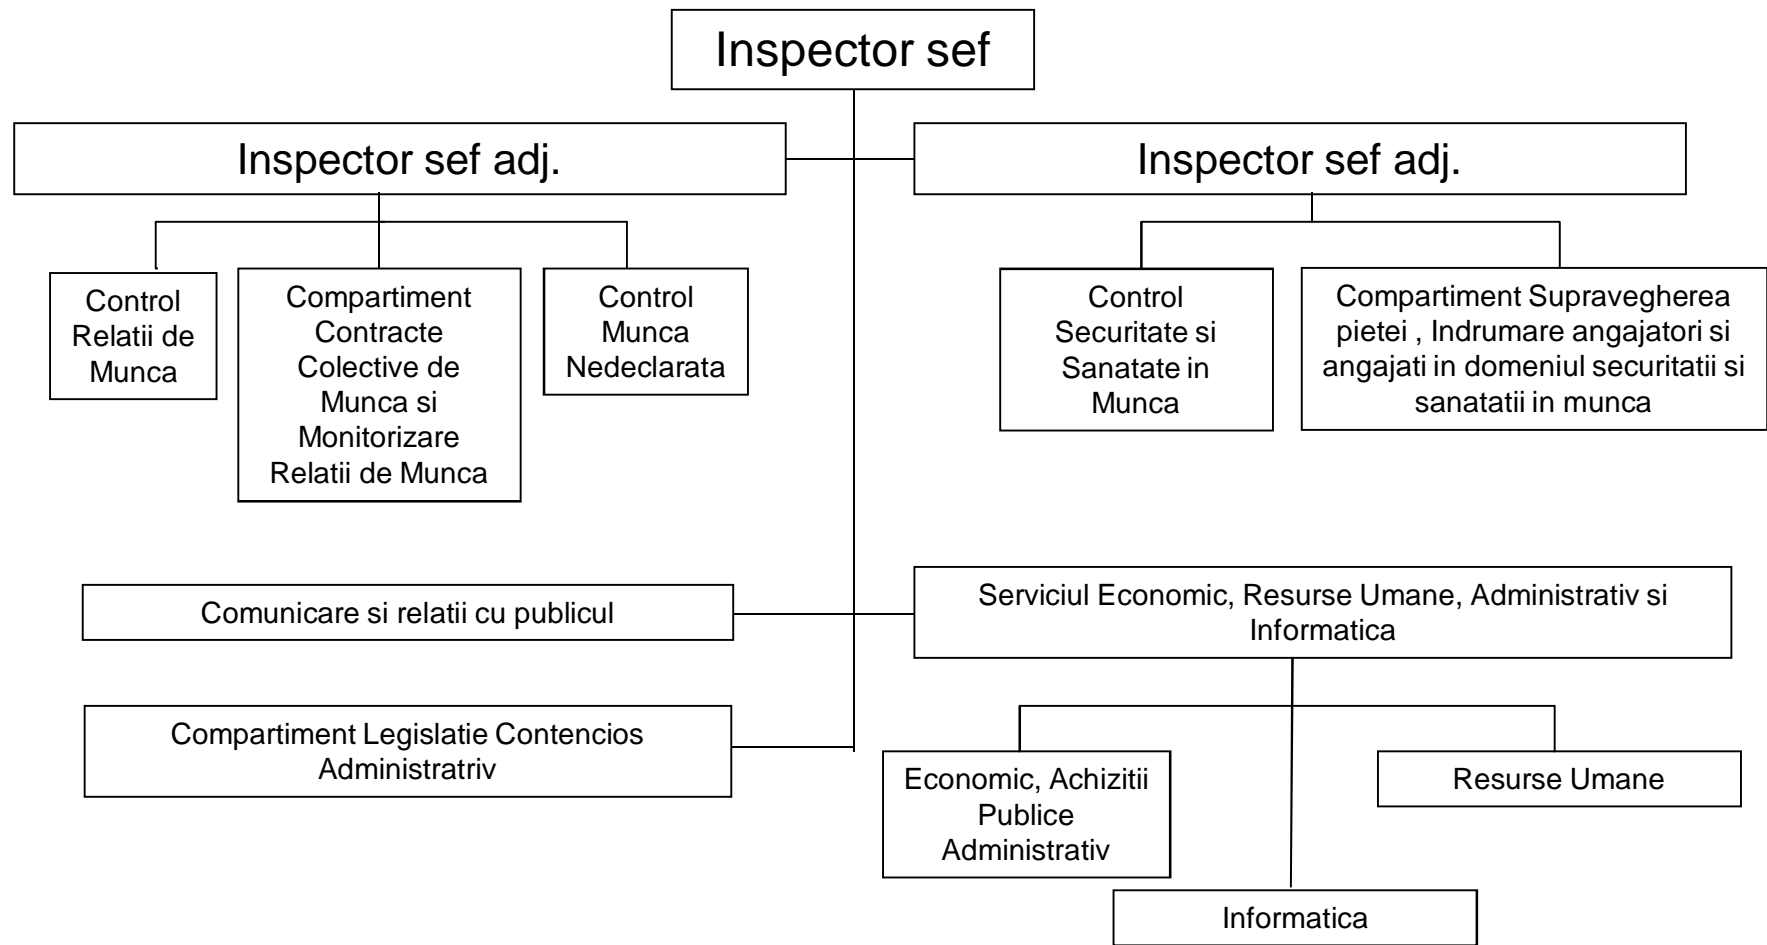 Inspector sef
Inspector sef adj.
Inspector sef adj.
Control
Relatii de
Munca
Compartiment
Contracte
Colective de
Munca si
Monitorizare
Relatii de Munca
Control
Munca
Nedeclarata
Control
Securitate si
Sanatate in
Munca
Compartiment Supravegherea
pietei , Indrumare angajatori si
angajati in domeniul securitatii si
sanatatii in munca
Comunicare si relatii cu publicul
Serviciul Economic, Resurse Umane, Administrativ si
Informatica
Compartiment Legislatie Contencios
Administratriv
Economic, Achizitii
Publice
Administrativ
Resurse Umane
Informatica